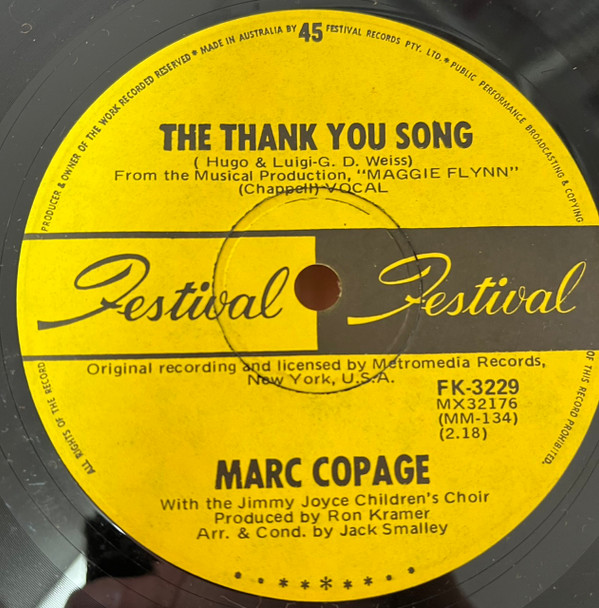 PRODUCER & OWNER OF THE WORK RECORDED RESERVED * MADE IN AUSTRALIA BY 45 FESTIVAL RECORDS PTY. LTD. * PUBLIC PERFORMANCE BROADCASTING & COPYING
THE THANK YOU SONG
( Hugo & Luigi-G. D. Weiss)
From the Musical Production, "MAGGIE FLYNN"
(Chappell) VOCAL
Festival Festival
Original recording and licensed by Metromedia Records,
New York, U.S.A.
FK-3229
MX32176
(MM-134)
(2.18)
ALL RIGHTS OF THE RECORD
OF THIS RECORD PROHIBITED.
MARC COPAGE
With the Jimmy Joyce Children's Choir
Produced by Ron Kramer
Arr. & Cond. by Jack Smalley